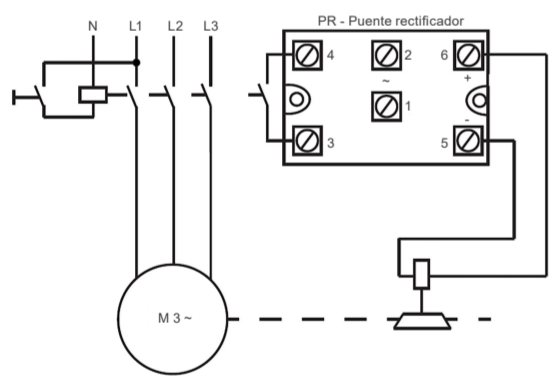 PR - Puente rectificador
N L1 L2 L3
4 2 6
~ +
1
-
3 5
M 3 ~